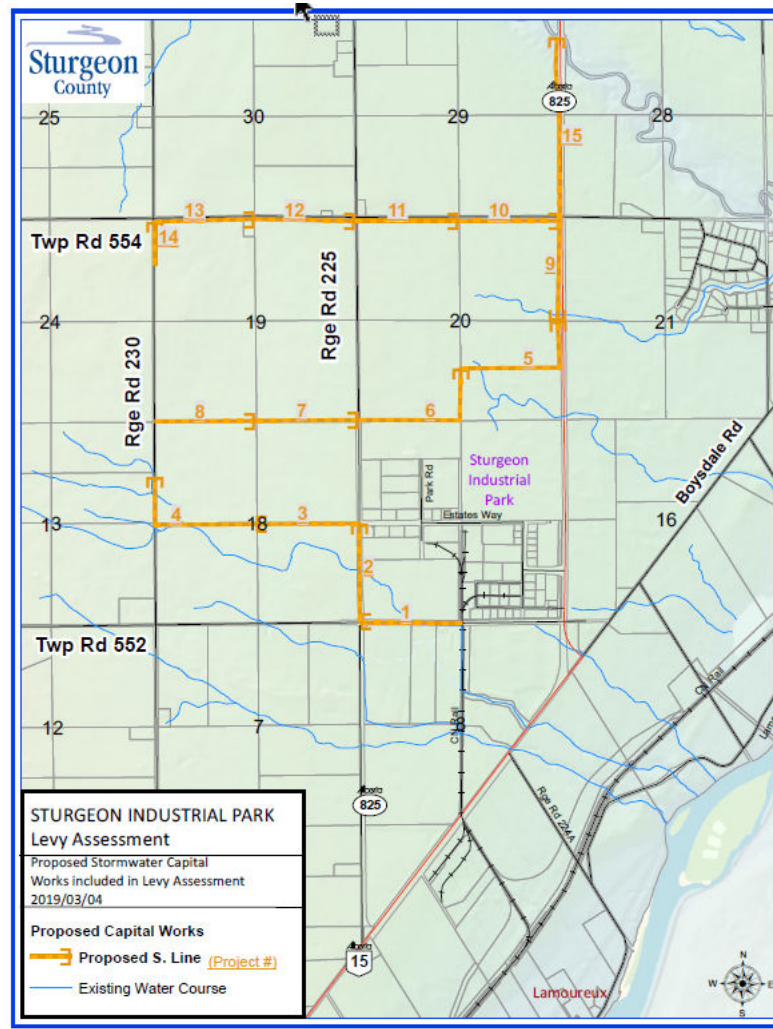 Sturgeon
County
Alberta
825
25
30
29
28
15
13
12
11
10
Twp Rd 554
14
Rge Rd 225
9
24
19
20
21
Rge Rd 230
5
8
7
6
Boysdale Rd
Sturgeon
Industrial
Park
Park Rd
Estates Way
13
4
18
3
16
2
1
Twp Rd 552
CN Rail
12
7
8
CN Rail
Alberta
825
Rge Rd 224A
STURGEON INDUSTRIAL PARK
Levy Assessment
Proposed Stormwater Capital
Works included in Levy Assessment
2019/03/04
Proposed Capital Works
Proposed S. Line (Project #)
Existing Water Course
Alberta
15
Lamoureux
N
W E
S